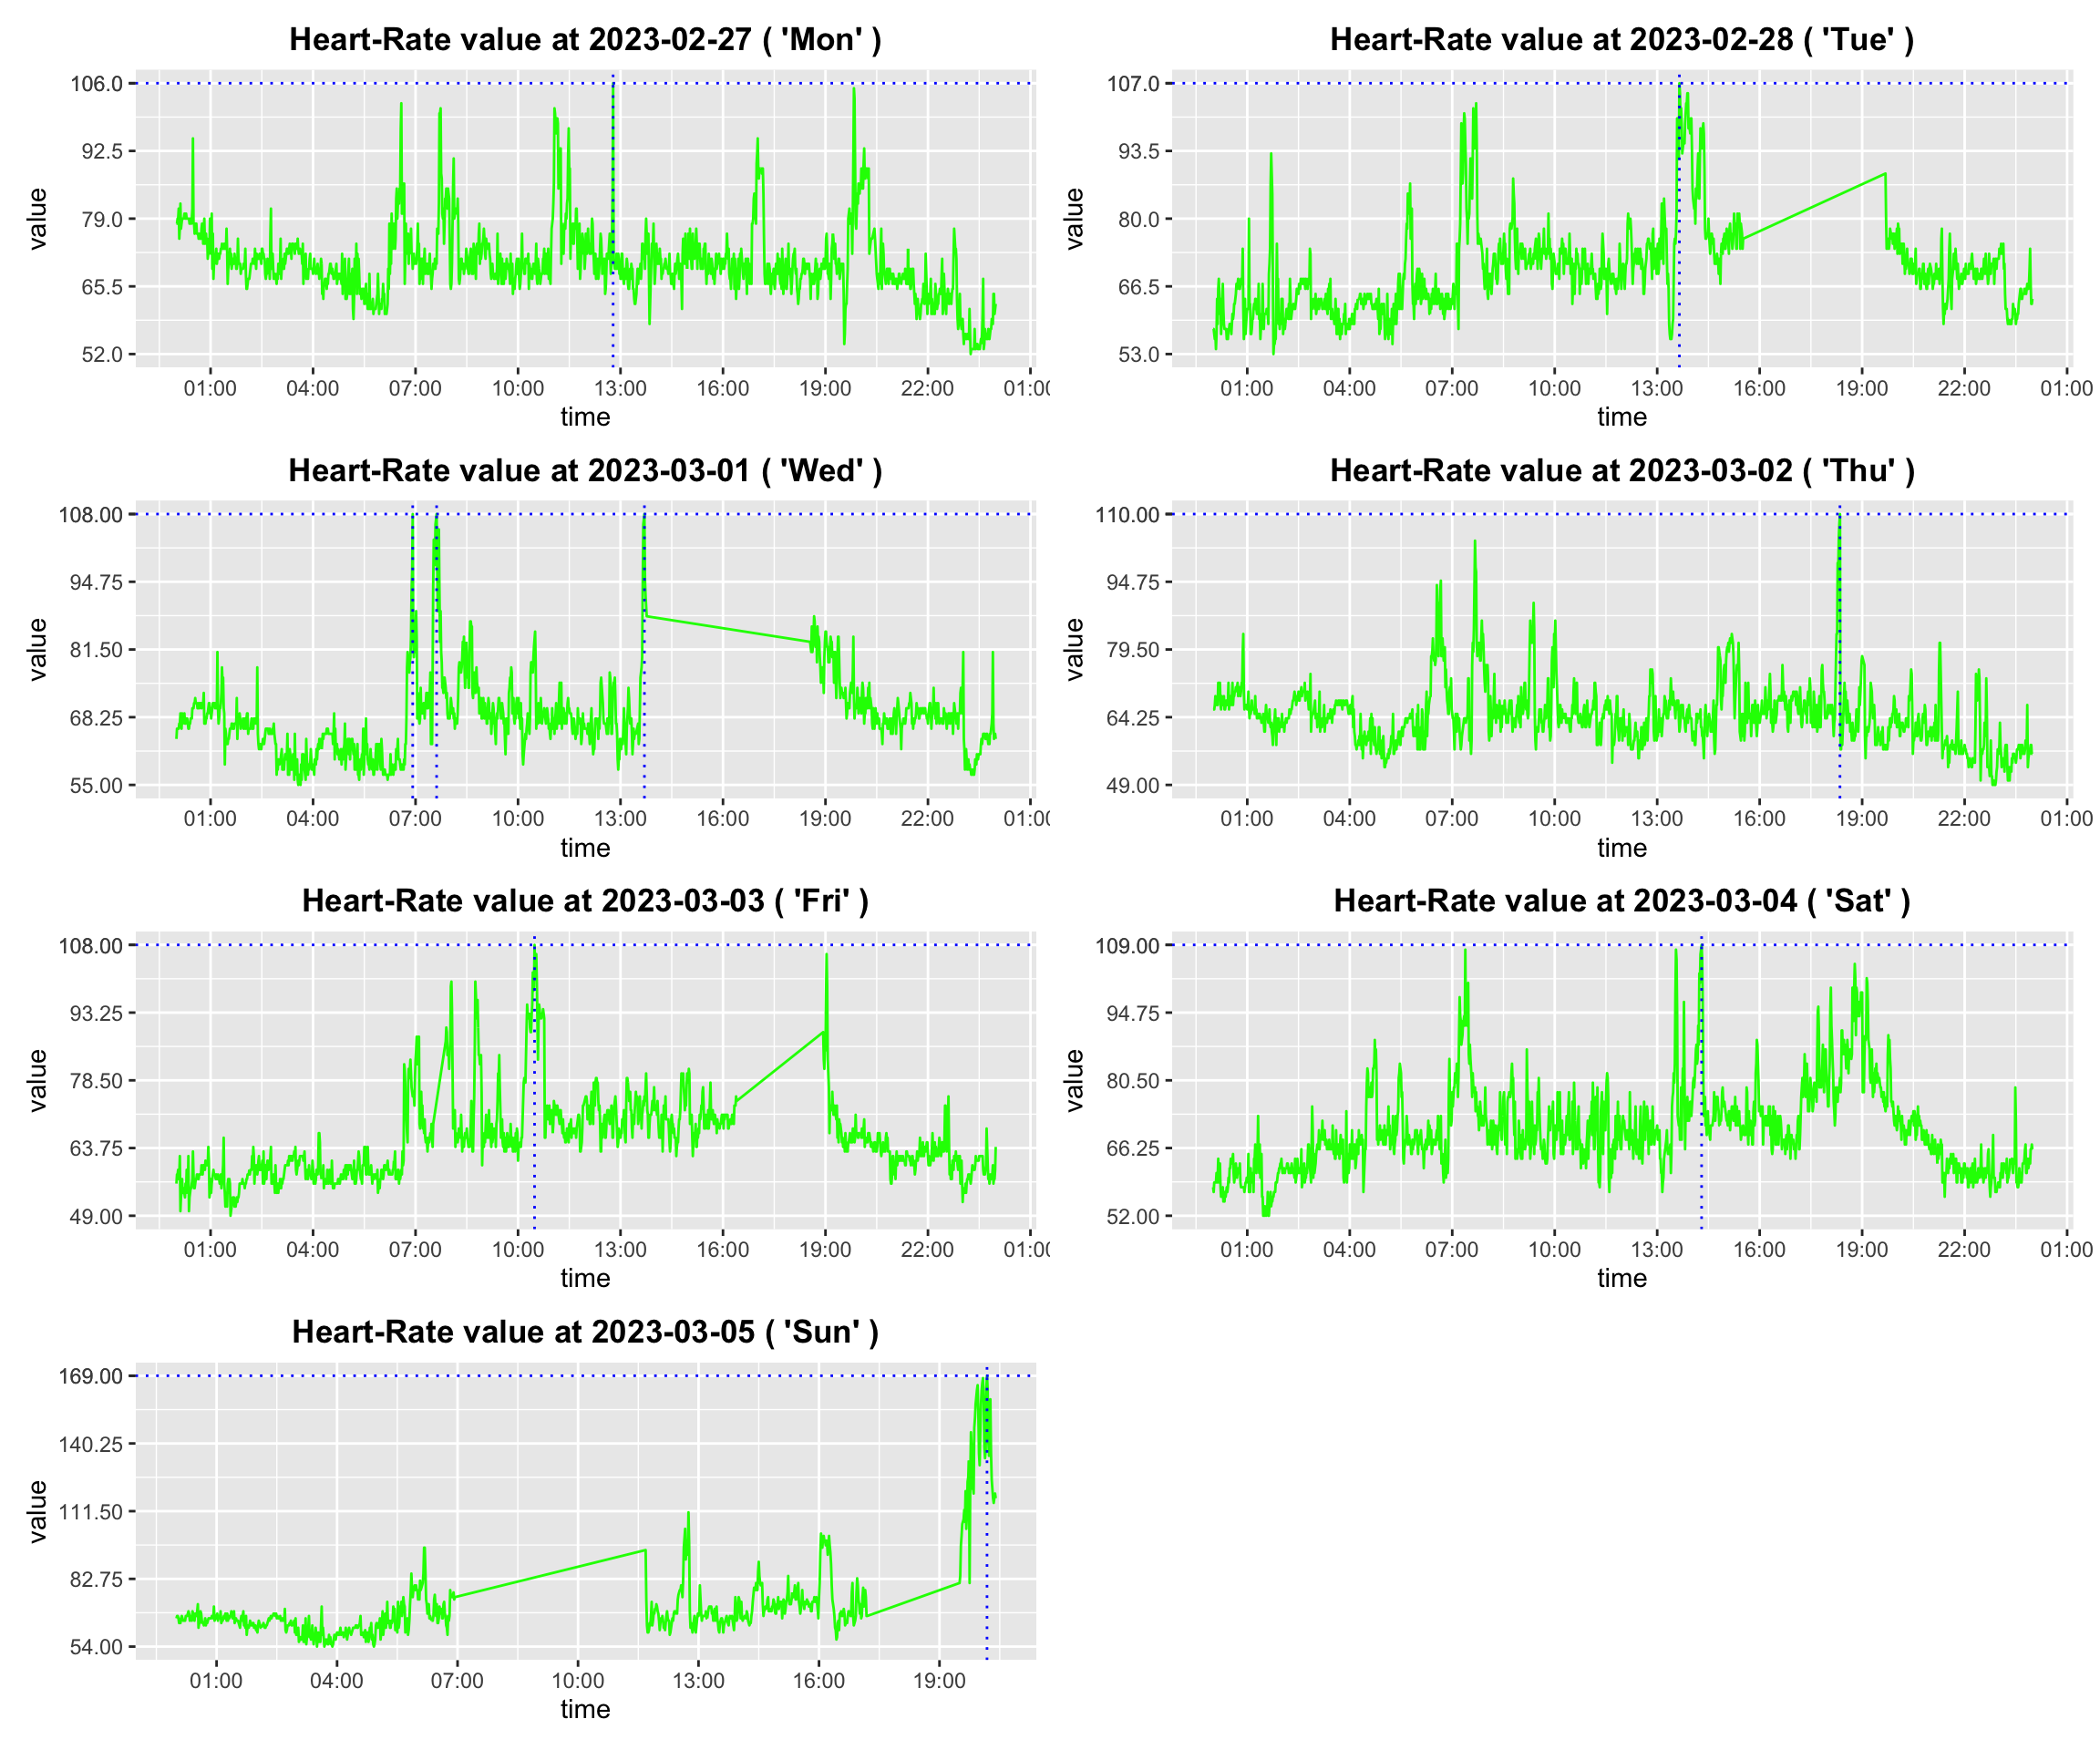 Heart-Rate value at 2023-02-27 ( 'Mon' )
106.0
92.5
79.0
65.5
52.0
value
01:00 04:00 07:00 10:00 13:00 16:00 19:00 22:00 01:0
time
Heart-Rate value at 2023-02-28 ( 'Tue' )
107.0
93.5
80.0
66.5
53.0
value
01:00 04:00 07:00 10:00 13:00 16:00 19:00 22:00 01:00
time
Heart-Rate value at 2023-03-01 ( 'Wed' )
108.00
94.75
81.50
68.25
55.00
value
01:00 04:00 07:00 10:00 13:00 16:00 19:00 22:00 01:0
time
Heart-Rate value at 2023-03-02 ( 'Thu' )
110.00
94.75
79.50
64.25
49.00
value
01:00 04:00 07:00 10:00 13:00 16:00 19:00 22:00 01:00
time
Heart-Rate value at 2023-03-03 ( 'Fri' )
108.00
93.25
78.50
63.75
49.00
value
01:00 04:00 07:00 10:00 13:00 16:00 19:00 22:00 01:0
time
Heart-Rate value at 2023-03-04 ( 'Sat' )
109.00
94.75
80.50
66.25
52.00
value
01:00 04:00 07:00 10:00 13:00 16:00 19:00 22:00 01:00
time
Heart-Rate value at 2023-03-05 ( 'Sun' )
169.00
140.25
111.50
82.75
54.00
value
01:00 04:00 07:00 10:00 13:00 16:00 19:00
time